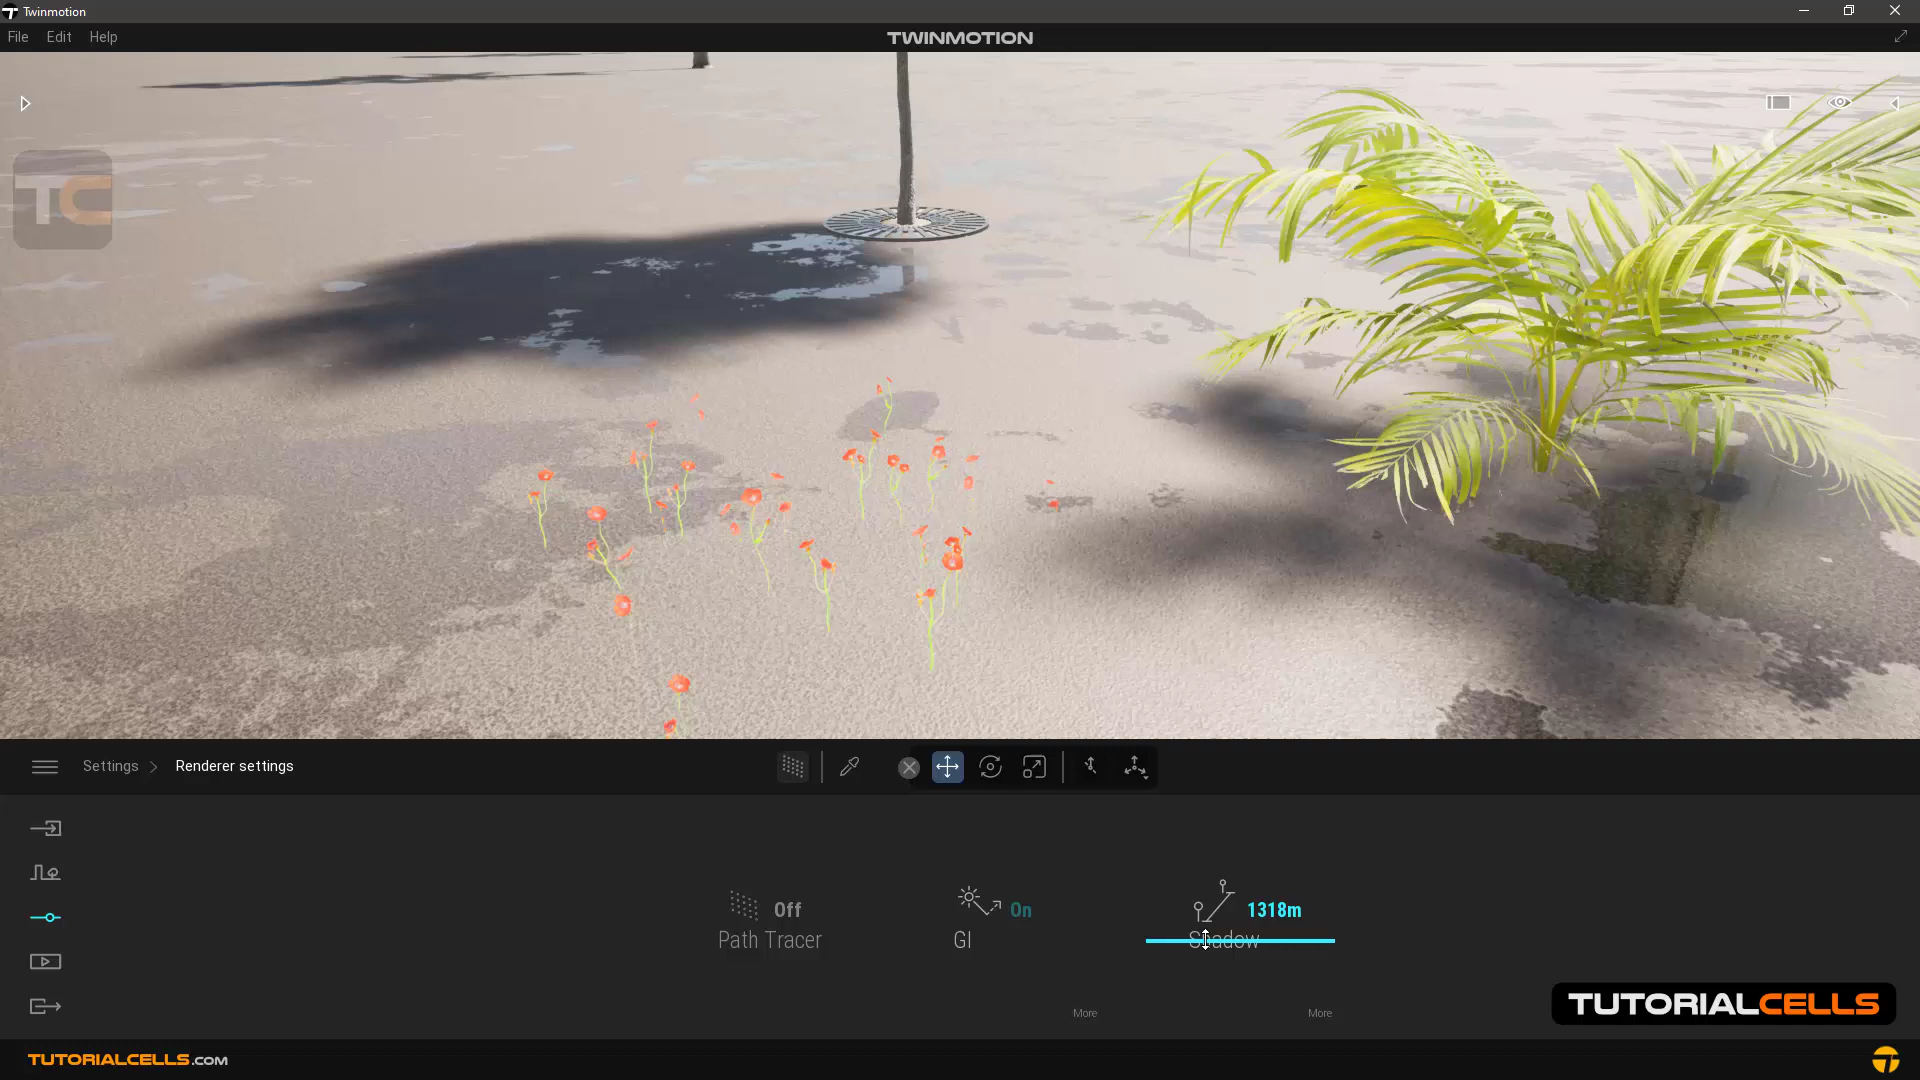 Twinmotion
File Edit Help
TWINMOTION
TC
Settings > Renderer settings
Off
Path Tracer
On
GI
1318m
Shadow
More
More
TUTORIALCELLS
TUTORIALCELLS.COM